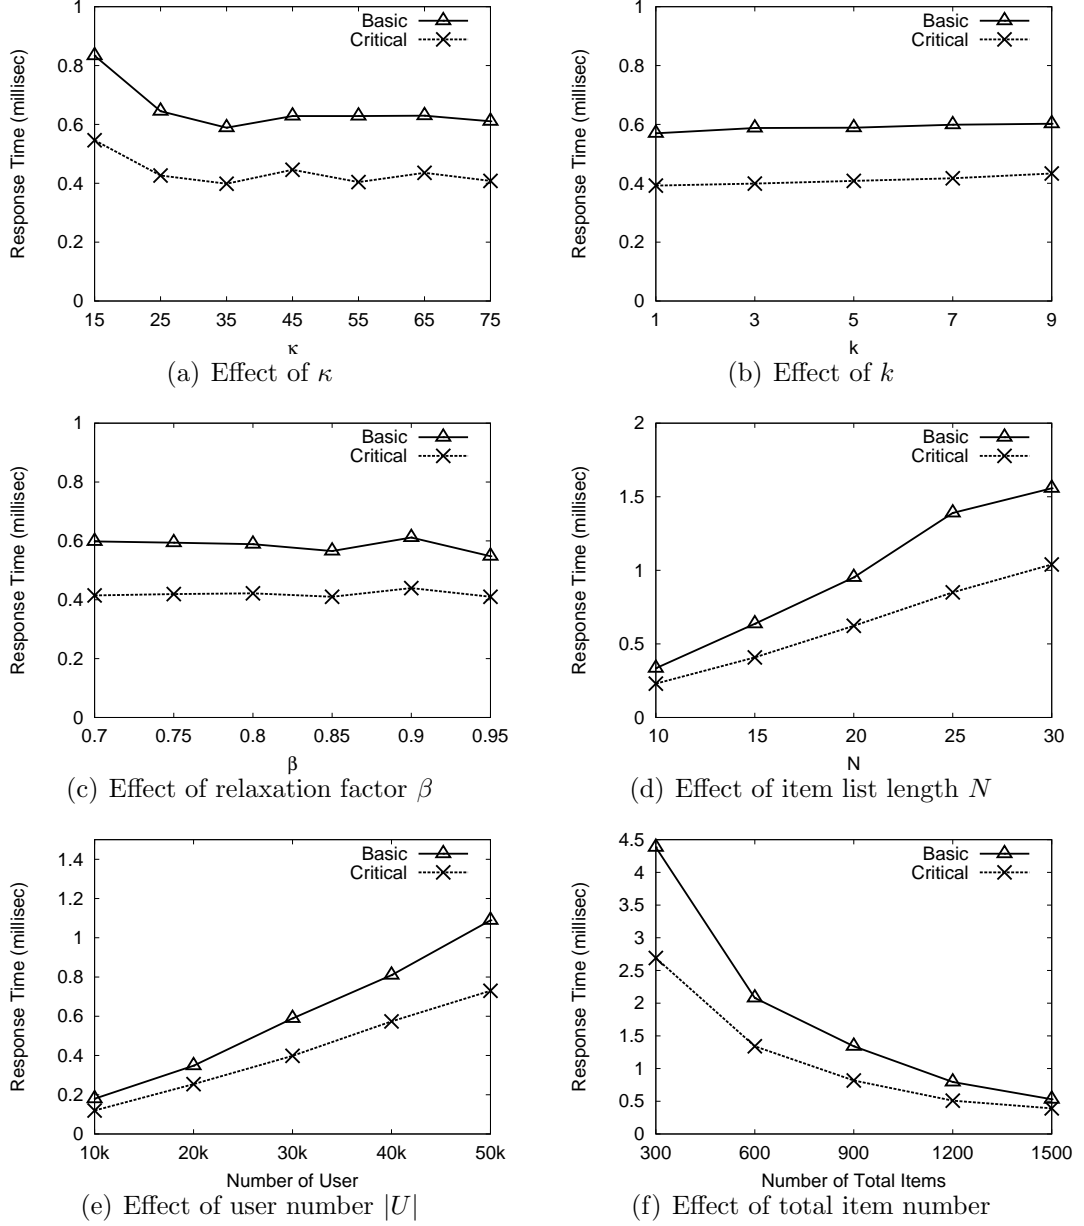 1
0.8
0.6
0.4
0.2
0
Response Time (millisec)
Basic
Critical
15 25 35 45 55 65 75
κ
(a) Effect of κ
1
0.8
0.6
0.4
0.2
0
Response Time (millisec)
Basic
Critical
1 3 5 7 9
k
(b) Effect of k
1
0.8
0.6
0.4
0.2
0
Response Time (millisec)
Basic
Critical
0.7 0.75 0.8 0.85 0.9 0.95
β
(c) Effect of relaxation factor β
2
1.5
1
0.5
0
Response Time (millisec)
Basic
Critical
10 15 20 25 30
N
(d) Effect of item list length N
1.4
1.2
1
0.8
0.6
0.4
0.2
0
Response Time (millisec)
Basic
Critical
10k 20k 30k 40k 50k
Number of User
(e) Effect of user number |U|
4.5
4
3.5
3
2.5
2
1.5
1
0.5
0
Response Time (millisec)
Basic
Critical
300 600 900 1200 1500
Number of Total Items
(f) Effect of total item number